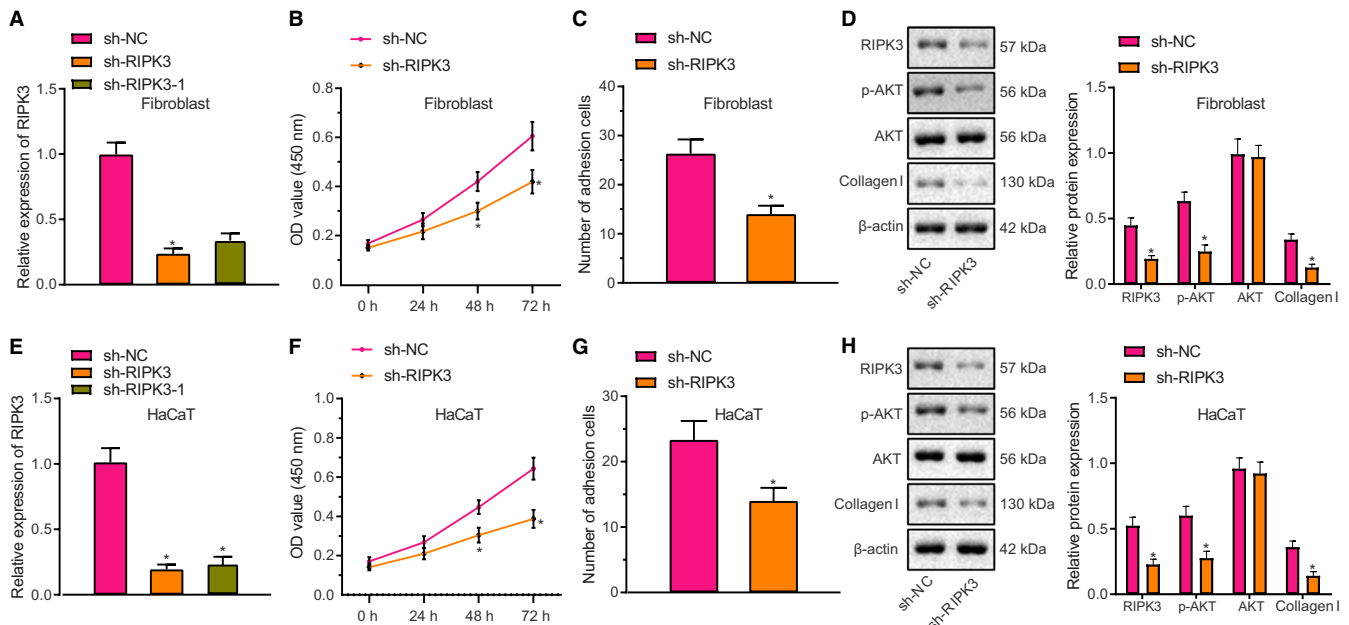 A
sh-NC
sh-RIPK3
sh-RIPK3-1
Fibroblast
Relative expression of RIPK3
1.5
1.0
0.5
0.0
*
B
sh-NC
sh-RIPK3
Fibroblast
OD value (450 nm)
1.0
0.8
0.6
0.4
0.2
0.0
*
*
0 h
24 h
48 h
72 h
C
sh-NC
sh-RIPK3
Fibroblast
Number of adhesion cells
40
30
20
10
0
*
D
RIPK3
57 kDa
p-AKT
56 kDa
AKT
56 kDa
Collagen I
130 kDa
β-actin
42 kDa
sh-NC
sh-RIPK3
sh-NC
sh-RIPK3
Fibroblast
Relative protein expression
1.5
1.0
0.5
0.0
*
*
*
RIPK3
p-AKT
AKT
Collagen I
E
sh-NC
sh-RIPK3
sh-RIPK3-1
HaCaT
Relative expression of RIPK3
1.5
1.0
0.5
0.0
*
*
F
sh-NC
sh-RIPK3
HaCaT
OD value (450 nm)
1.0
0.8
0.6
0.4
0.2
0.0
*
*
0 h
24 h
48 h
72 h
G
sh-NC
sh-RIPK3
HaCaT
Number of adhesion cells
30
20
10
0
*
H
RIPK3
57 kDa
p-AKT
56 kDa
AKT
56 kDa
Collagen I
130 kDa
β-actin
42 kDa
sh-NC
sh-RIPK3
sh-NC
sh-RIPK3
HaCaT
Relative protein expression
1.5
1.0
0.5
0.0
*
*
*
RIPK3
p-AKT
AKT
Collagen I